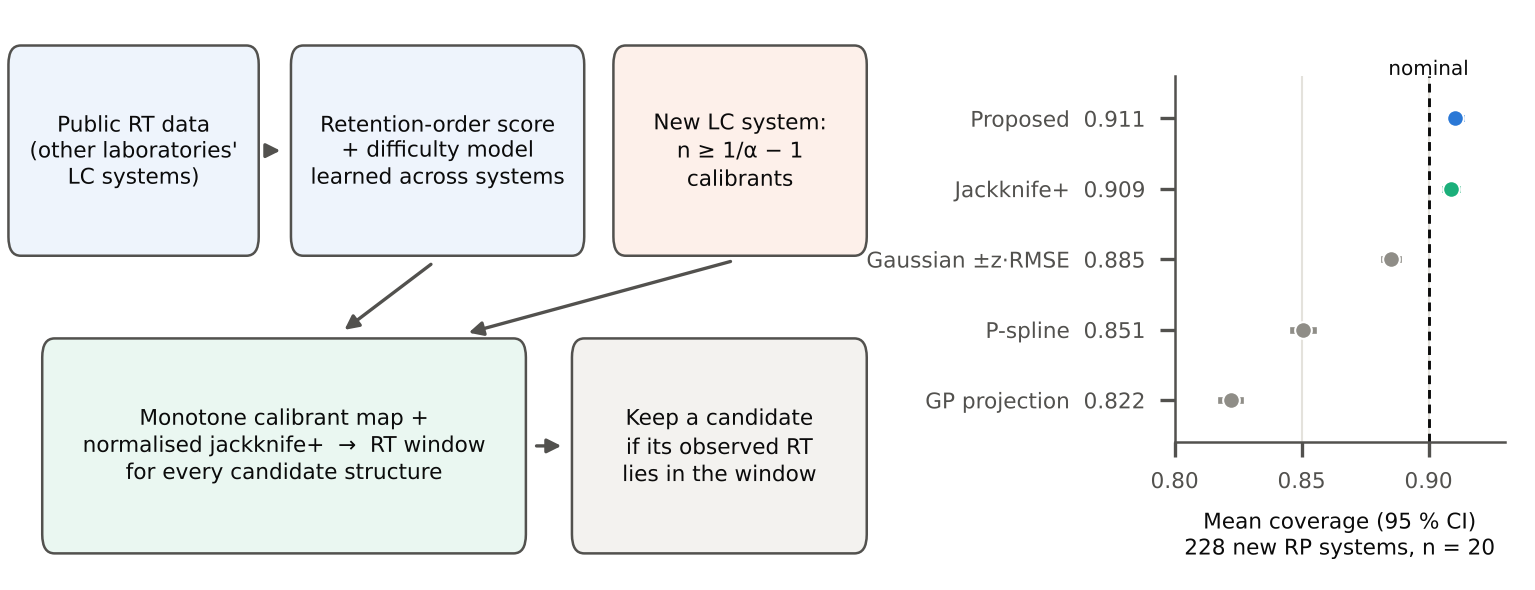 Public RT data
(other laboratories'
LC systems)
Retention-order score
+ difficulty model
learned across systems
New LC system:
n ≥ 1/α − 1
calibrants
Monotone calibrant map +
normalised jackknife+ → RT window
for every candidate structure
Keep a candidate
if its observed RT
lies in the window
nominal
Proposed 0.911
Jackknife+ 0.909
Gaussian ±z·RMSE 0.885
P-spline 0.851
GP projection 0.822
0.80 0.85 0.90
Mean coverage (95 % CI)
228 new RP systems, n = 20